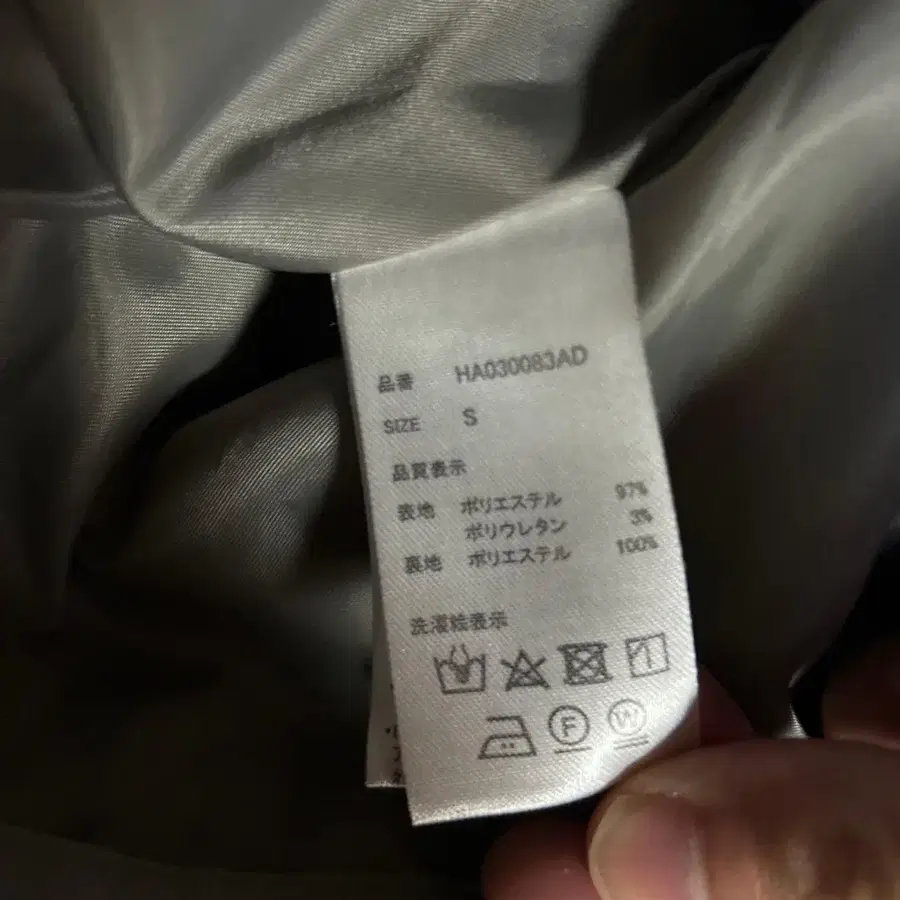 品番 HA030083AD
SIZE S
品質表示
表地 ポリエステル 97%
ポリウレタン 3%
裏地 ポリエステル 100%
洗濯絵表示
F W